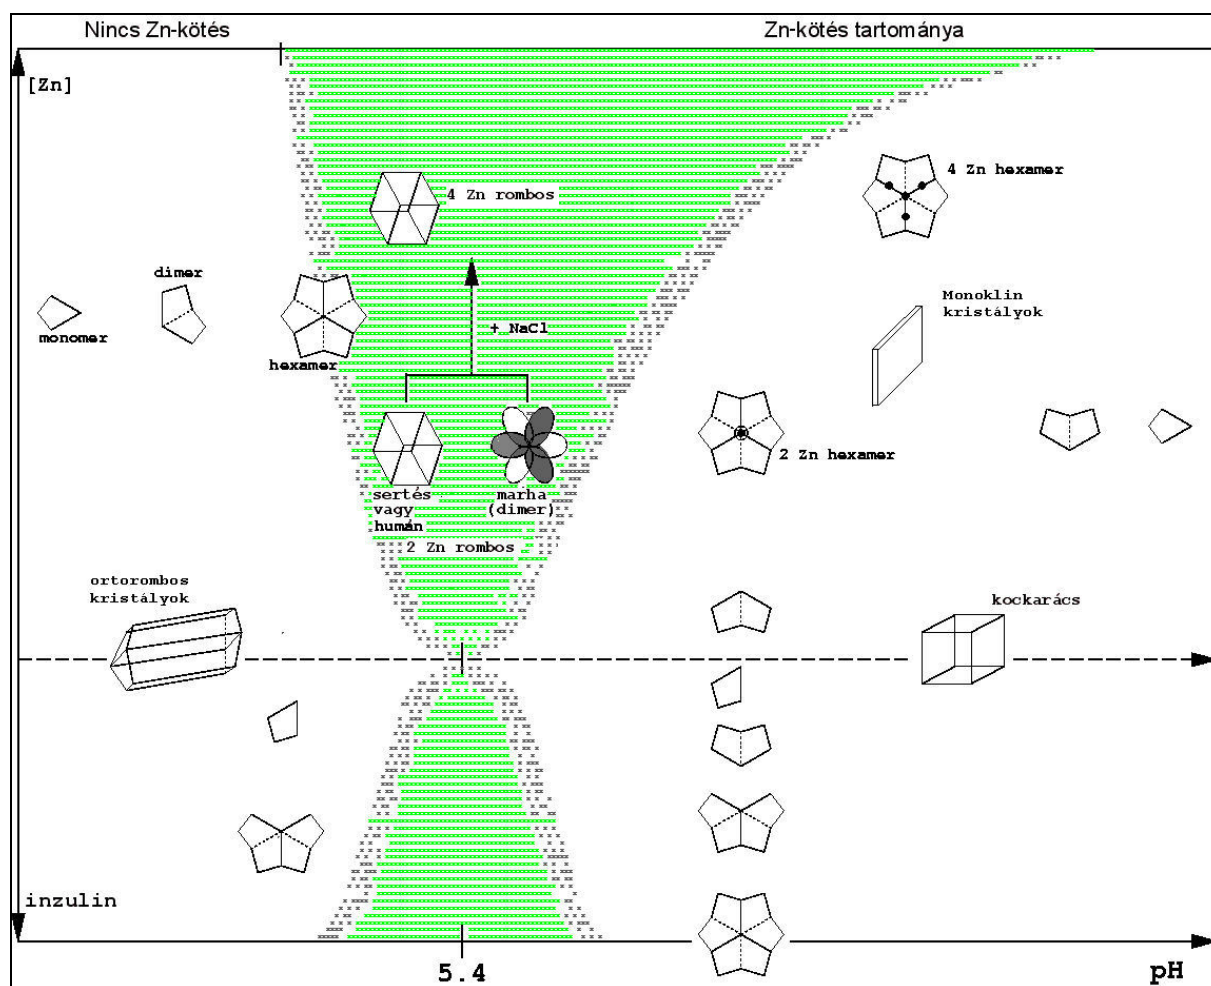 Nincs Zn-kötés
Zn-kötés tartománya
[Zn]
4 Zn hexamer
4 Zn rombos
dimer
Monoklin
kristályok
monomer
+ NaCl
hexamer
2 Zn hexamer
sertés
vagy
humán
marha
(dimer)
2 Zn rombos
ortorombos
kristályok
kockarács
inzulin
5.4
pH